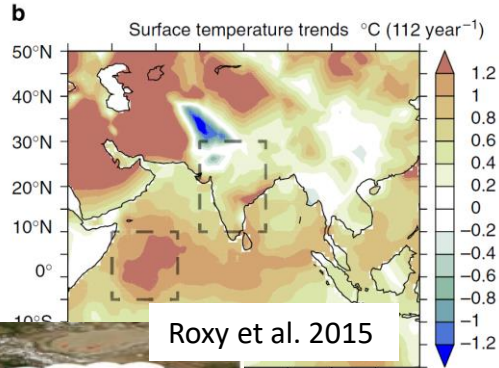 b
Surface temperature trends °C (112 year⁻¹)
50°N
40°N
30°N
20°N
10°N
0°
10°S
1.2
1
0.8
0.6
0.4
0.2
0
−0.2
−0.4
−0.6
−0.8
−1
−1.2
Roxy et al. 2015